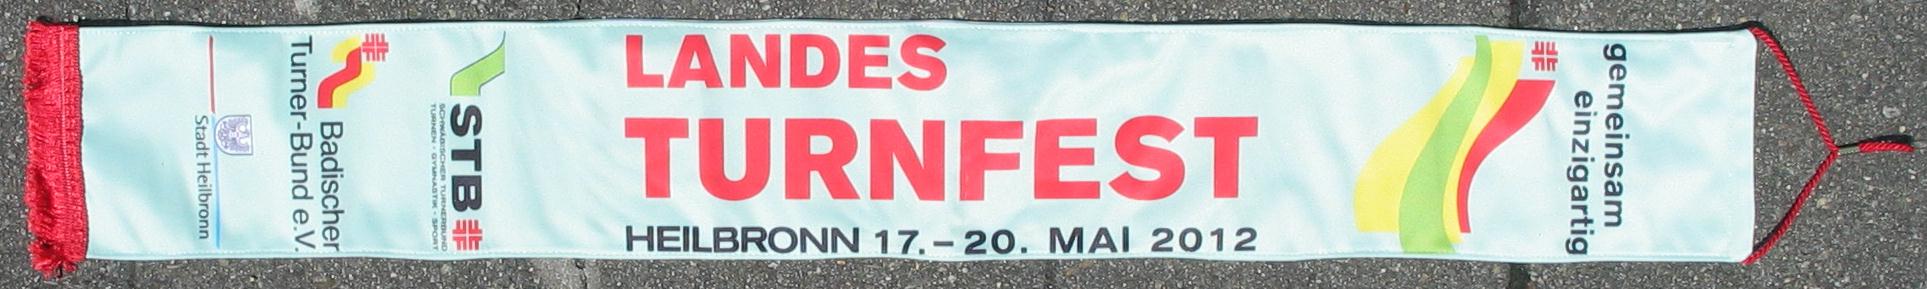 LANDES
TURNFEST
HEILBRONN 17.-20. MAI 2012
gemeinsam
einzigartig
STB
SCHWÄBISCHER TURNERBUND
TURNEN · GYMNASTIK · SPORT
Badischer
Turner-Bund e.V.
Stadt Heilbronn